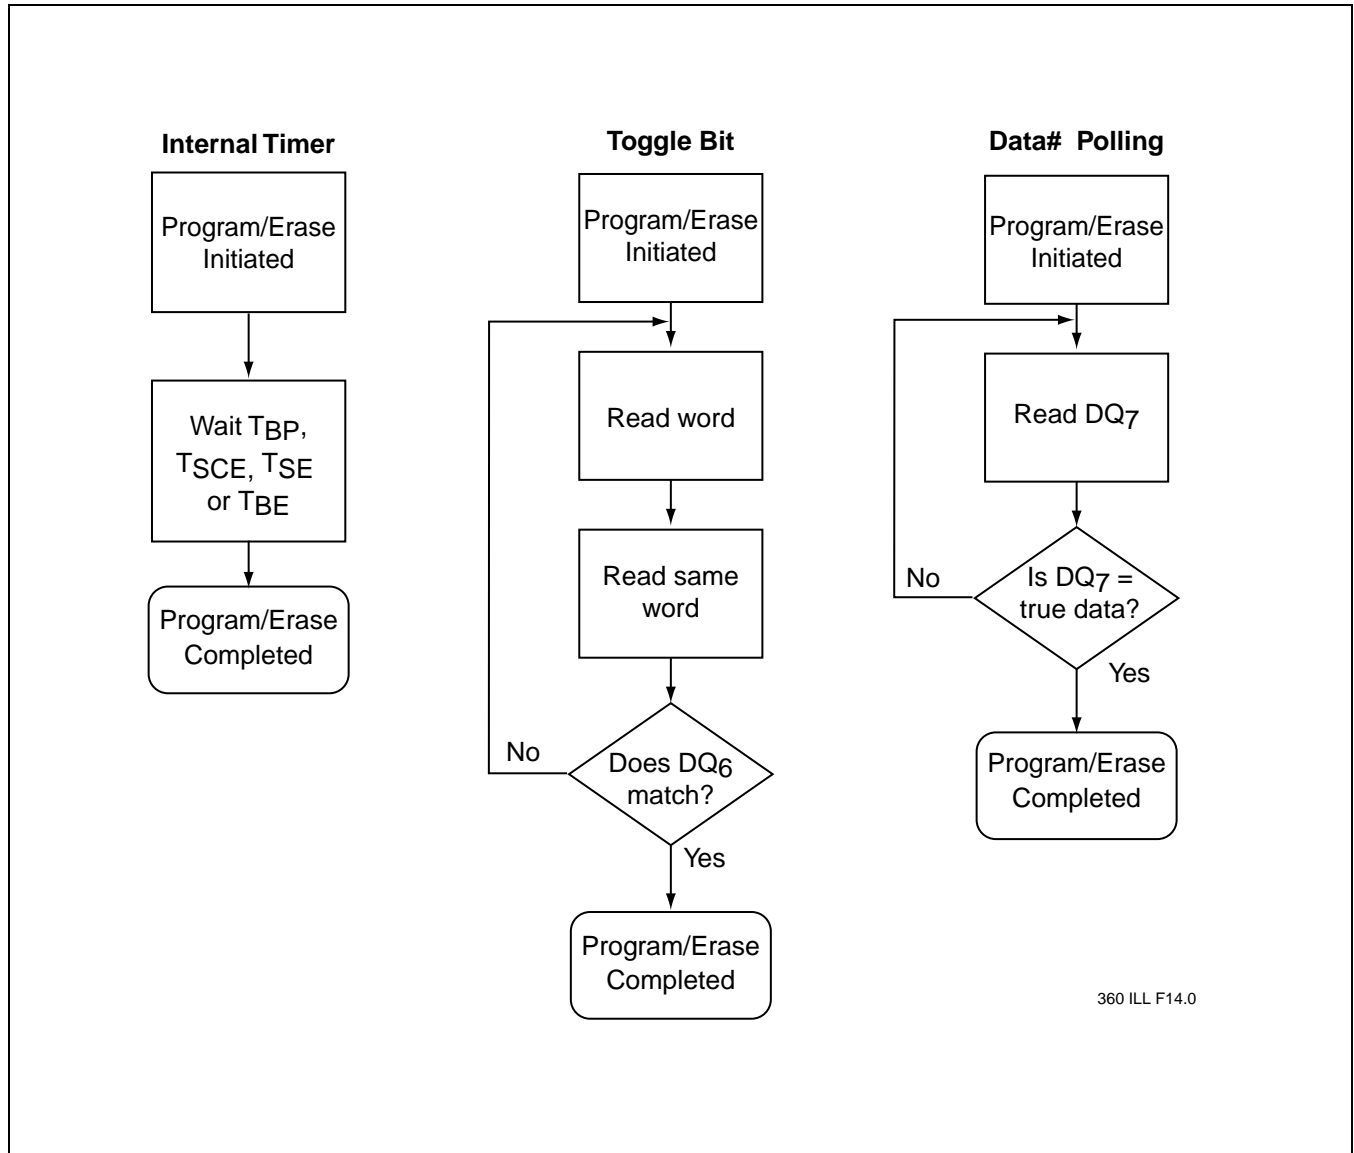 Internal Timer
Program/Erase
Initiated
Wait TBP,
TSCE, TSE
or TBE
Program/Erase
Completed
Toggle Bit
Program/Erase
Initiated
Read word
Read same
word
Does DQ6
match?
No
Yes
Program/Erase
Completed
Data# Polling
Program/Erase
Initiated
Read DQ7
Is DQ7 =
true data?
No
Yes
Program/Erase
Completed
360 ILL F14.0